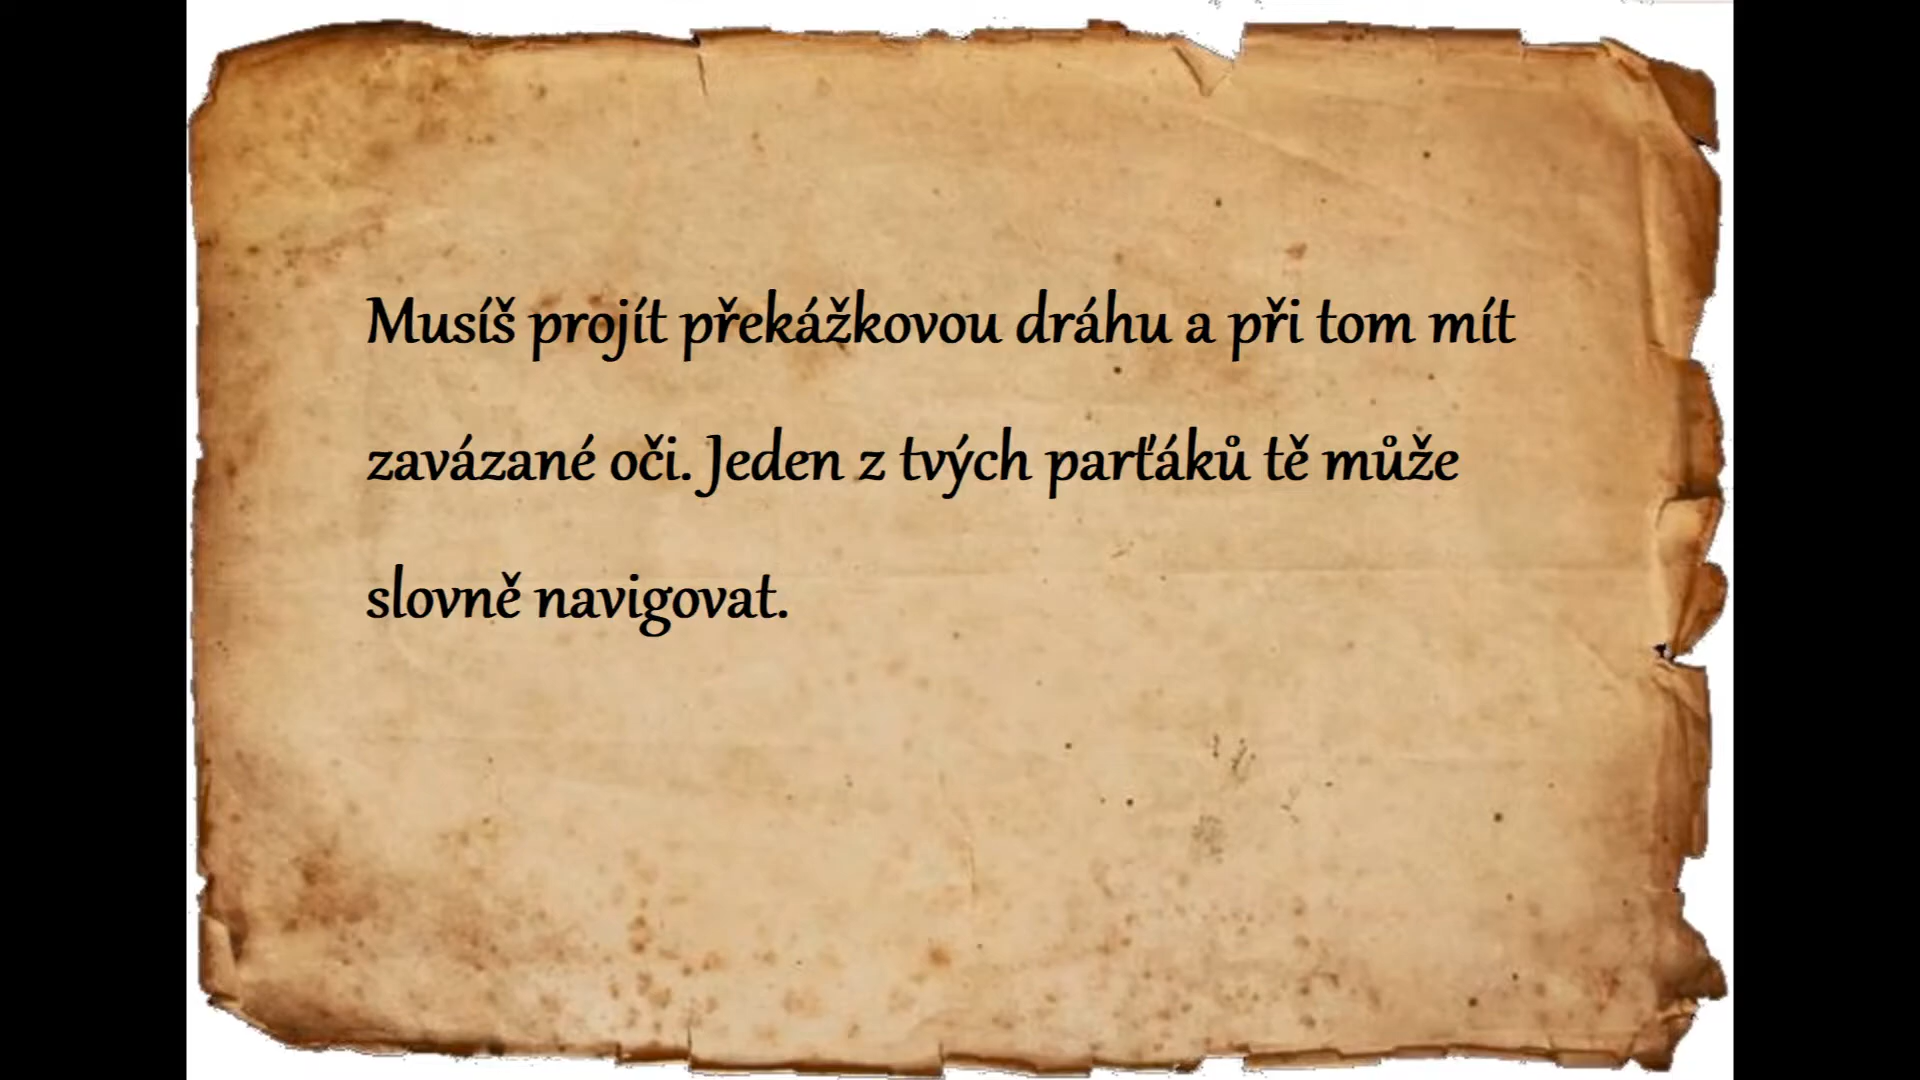 Musíš projít překážkovou dráhu a při tom mít
zavázané oči. Jeden z tvých parťáků tě může
slovně navigovat.